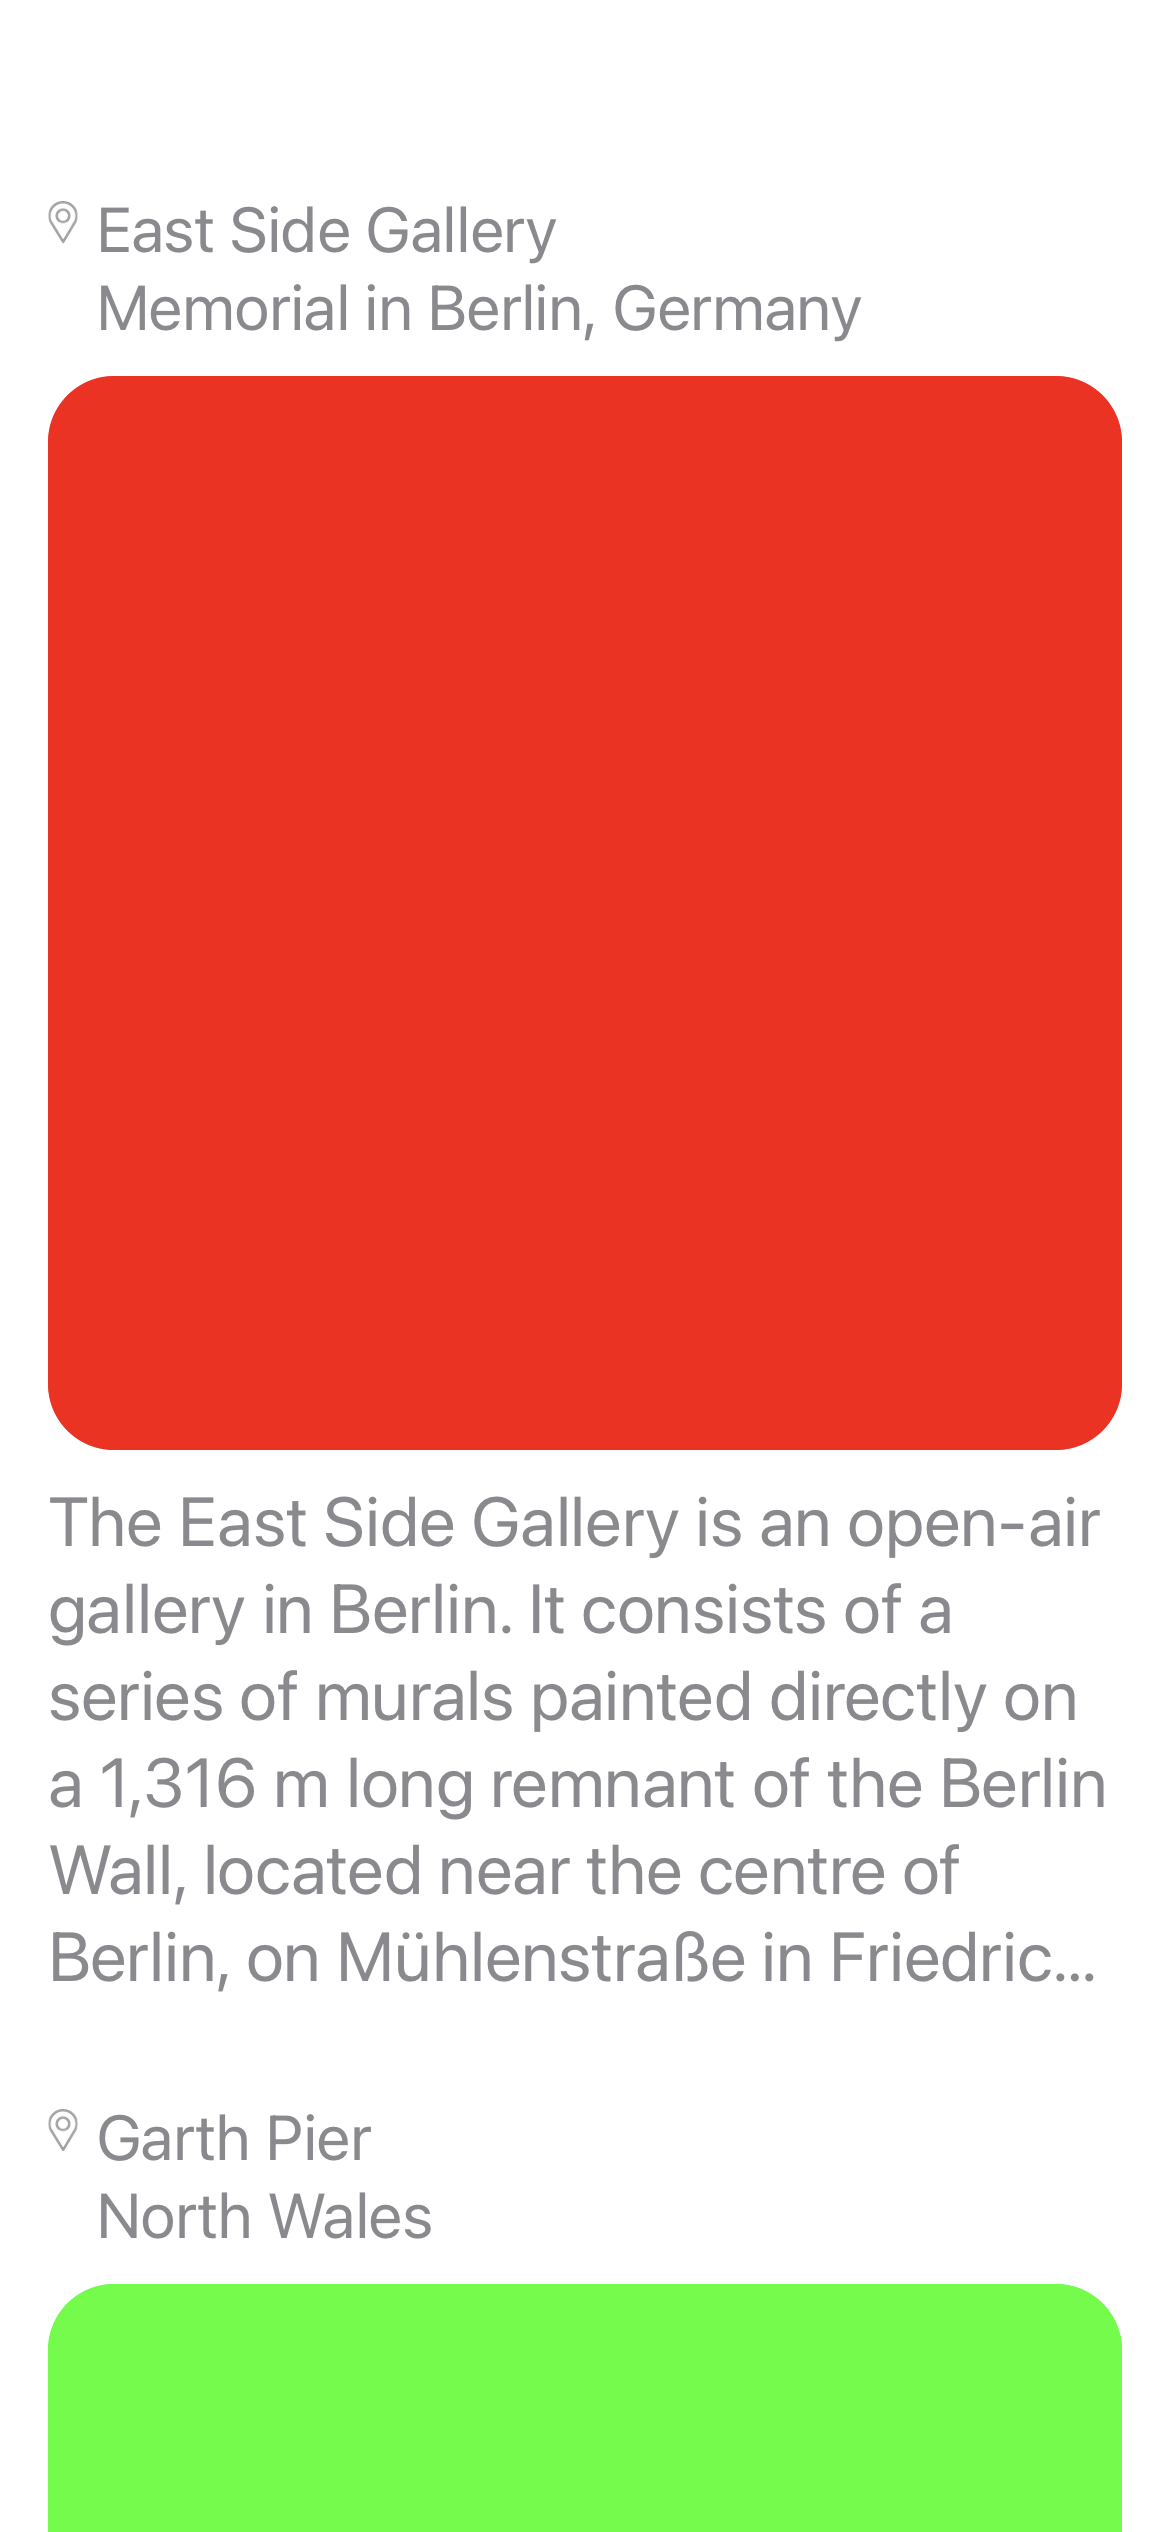 East Side Gallery
Memorial in Berlin, Germany
The East Side Gallery is an open-air
gallery in Berlin. It consists of a
series of murals painted directly on
a 1,316 m long remnant of the Berlin
Wall, located near the centre of
Berlin, on Mühlenstraße in Friedric...
Garth Pier
North Wales